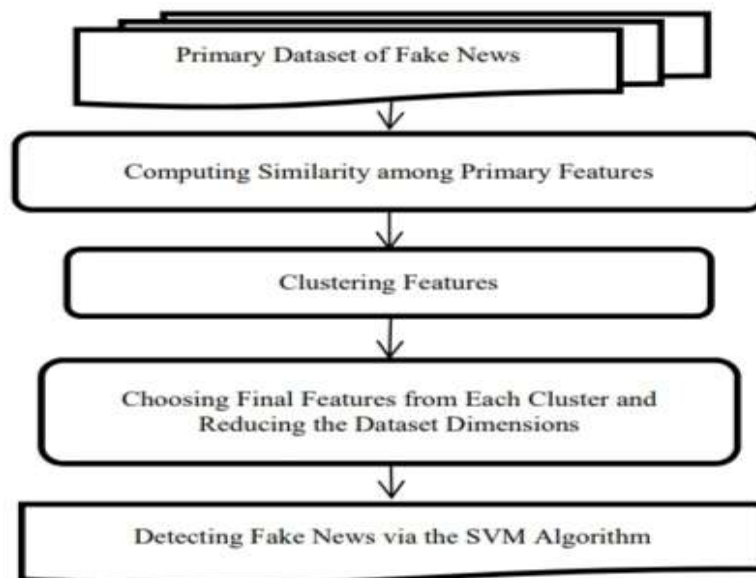 Primary Dataset of Fake News
Computing Similarity among Primary Features
Clustering Features
Choosing Final Features from Each Cluster and
Reducing the Dataset Dimensions
Detecting Fake News via the SVM Algorithm